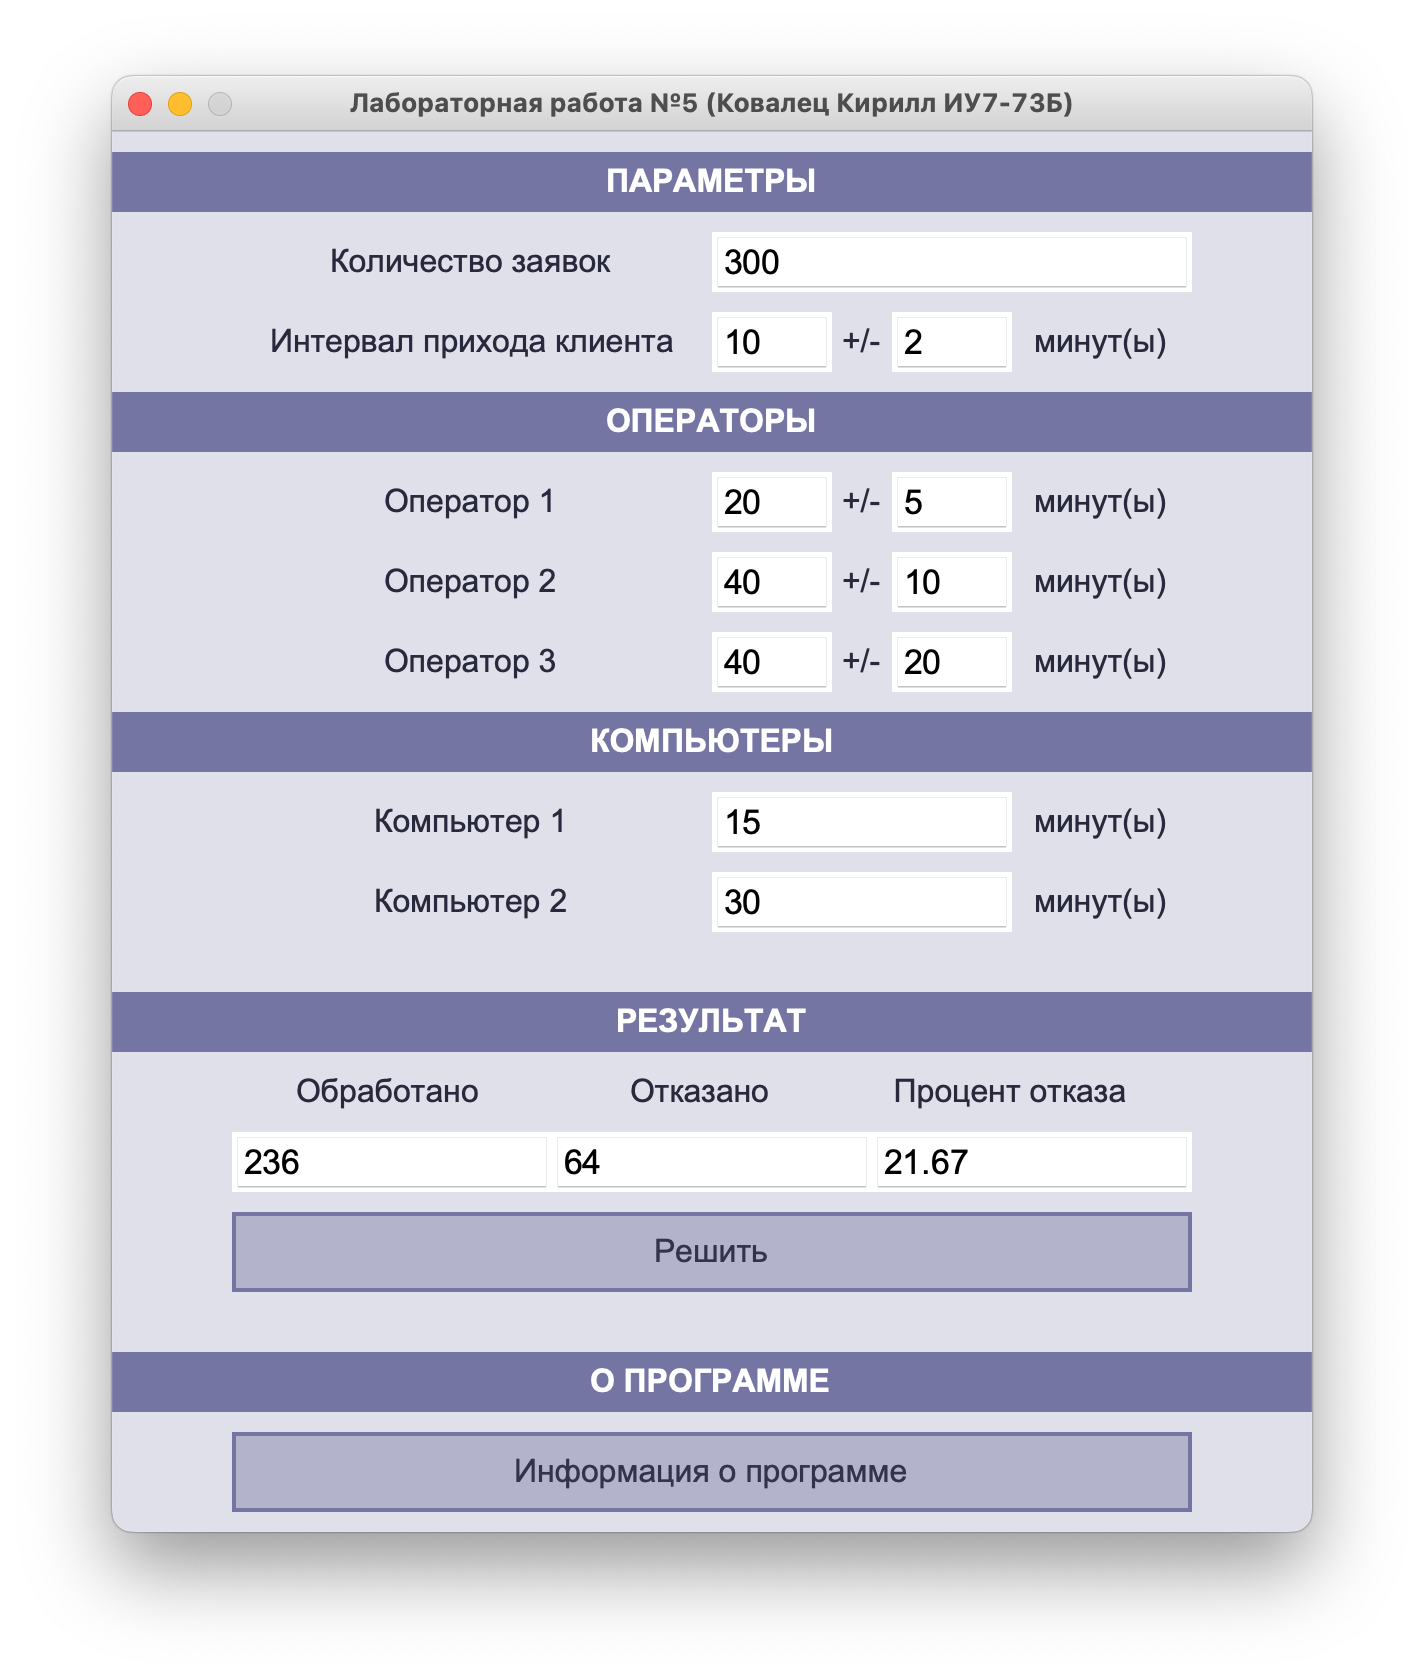 Лабораторная работа №5 (Ковалец Кирилл ИУ7-73Б)
ПАРАМЕТРЫ
Количество заявок 300
Интервал прихода клиента 10 +/- 2 минут(ы)
ОПЕРАТОРЫ
Оператор 1 20 +/- 5 минут(ы)
Оператор 2 40 +/- 10 минут(ы)
Оператор 3 40 +/- 20 минут(ы)
КОМПЬЮТЕРЫ
Компьютер 1 15 минут(ы)
Компьютер 2 30 минут(ы)
РЕЗУЛЬТАТ
Обработано Отказано Процент отказа
236 64 21.67
Решить
О ПРОГРАММЕ
Информация о программе